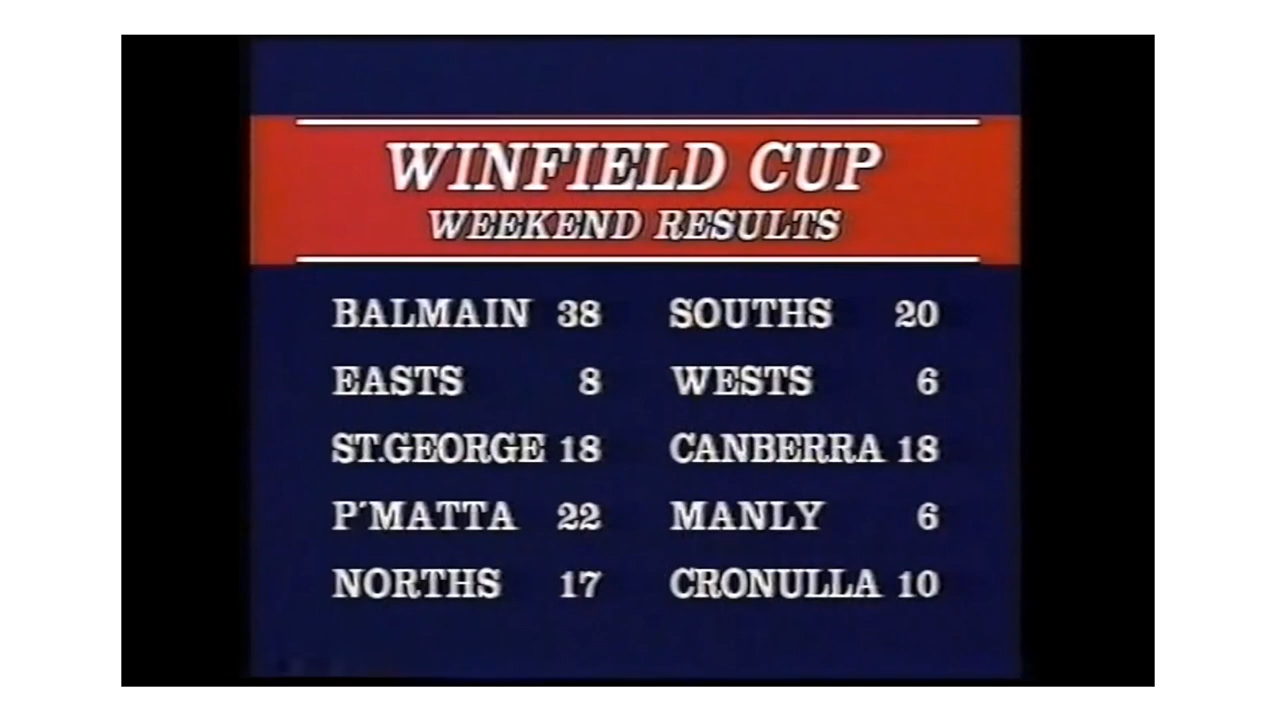 WINFIELD CUP
WEEKEND RESULTS
BALMAIN 38 SOUTHS 20
EASTS 8 WESTS 6
ST.GEORGE 18 CANBERRA 18
P'MATTA 22 MANLY 6
NORTHS 17 CRONULLA 10